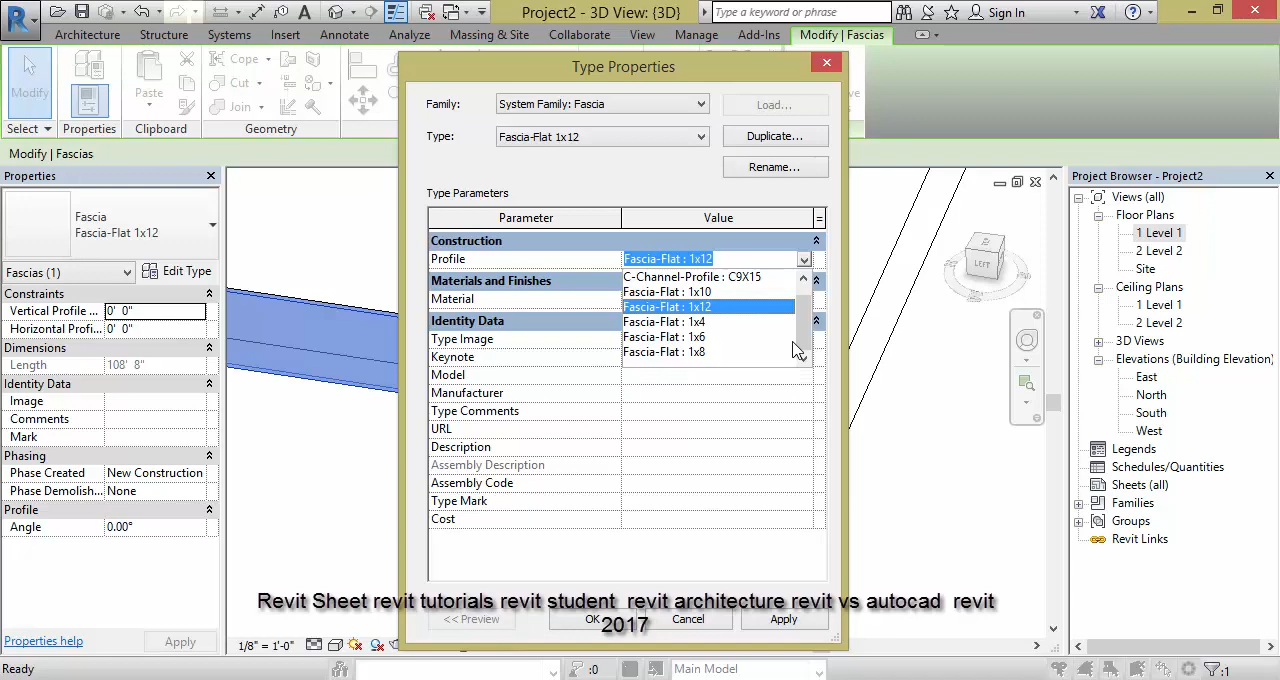 Project2 - 3D View: {3D}
Type a keyword or phrase
Sign In
Architecture
Structure
Systems
Insert
Annotate
Analyze
Massing & Site
Collaborate
View
Manage
Add-Ins
Modify | Fascias
Modify
Paste
Cope
Cut
Join
Select
Properties
Clipboard
Geometry
Modify | Fascias
Properties
Fascia
Fascia-Flat 1x12
Fascias (1)
Edit Type
Constraints
Vertical Profile ... 0' 0"
Horizontal Profi... 0' 0"
Dimensions
Length 108' 8"
Identity Data
Image
Comments
Mark
Phasing
Phase Created New Construction
Phase Demolish... None
Profile
Angle 0.00°
Properties help
Apply
Type Properties
Family: System Family: Fascia Load...
Type: Fascia-Flat 1x12 Duplicate...
Rename...
Type Parameters
Parameter Value =
Construction
Profile Fascia-Flat : 1x12
C-Channel-Profile : C9X15
Fascia-Flat : 1x10
Fascia-Flat : 1x12
Fascia-Flat : 1x4
Fascia-Flat : 1x6
Fascia-Flat : 1x8
Materials and Finishes
Material
Identity Data
Type Image
Keynote
Model
Manufacturer
Type Comments
URL
Description
Assembly Description
Assembly Code
Type Mark
Cost
<< Preview OK Cancel Apply
Revit Sheet revit tutorials revit student revit architecture revit vs autocad revit
2017
LEFT
Project Browser - Project2
Views (all)
Floor Plans
1 Level 1
2 Level 2
Site
Ceiling Plans
1 Level 1
2 Level 2
3D Views
Elevations (Building Elevation)
East
North
South
West
Legends
Schedules/Quantities
Sheets (all)
Families
Groups
Revit Links
1/8" = 1'-0"
Ready
:0
Main Model
:1